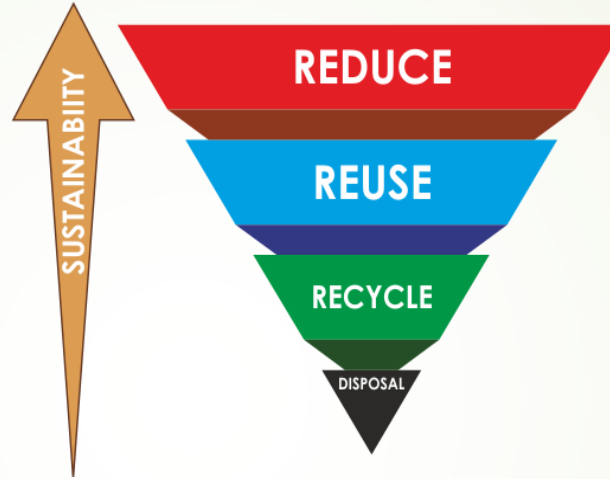 SUSTAINABIITY
REDUCE
REUSE
RECYCLE
DISPOSAL